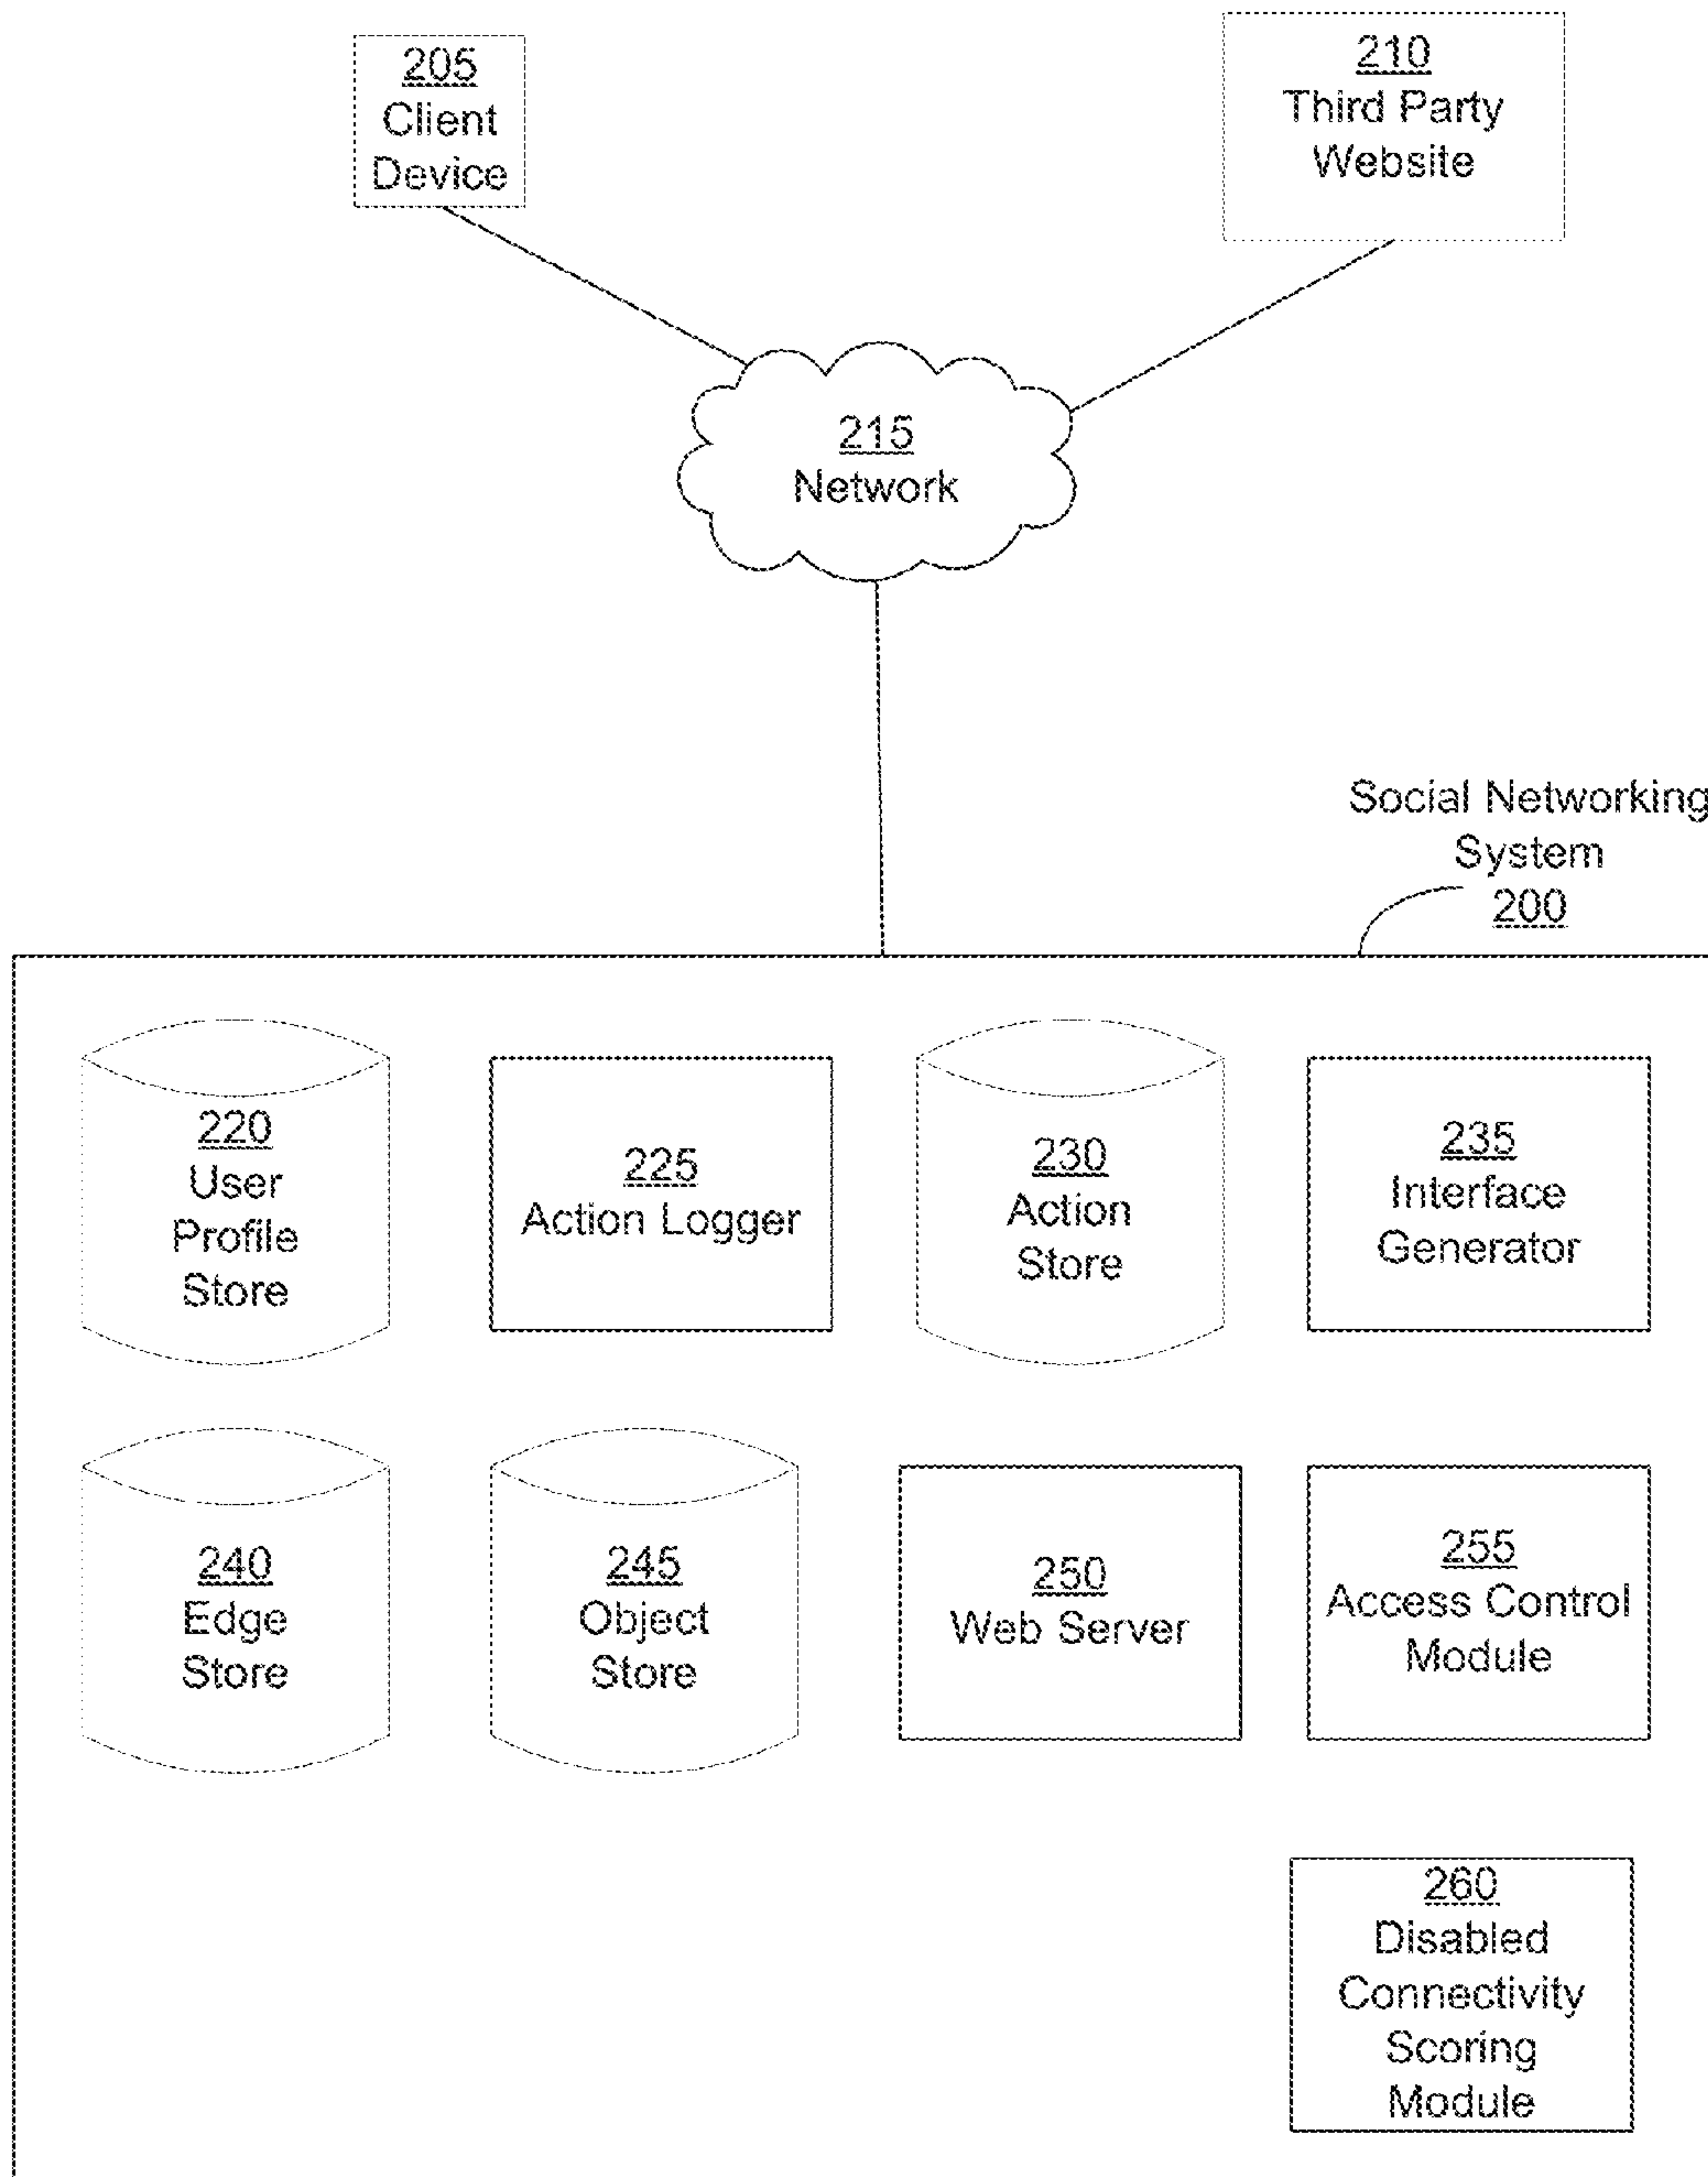 205
Client
Device
210
Third Party
Website
215
Network
Social Networking
System
200
220
User
Profile
Store
225
Action Logger
230
Action
Store
235
Interface
Generator
240
Edge
Store
245
Object
Store
250
Web Server
255
Access Control
Module
260
Disabled
Connectivity
Scoring
Module